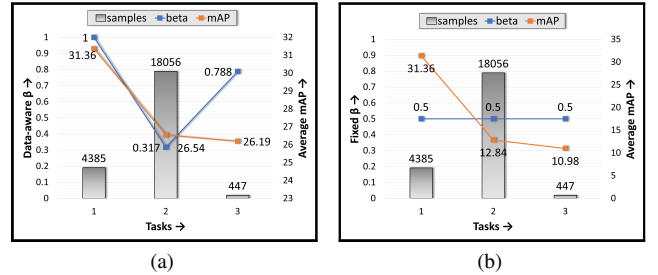 samples beta mAP
1 32
0.9 31
0.8 30
0.7 29
0.6 28
0.5 27
0.4 26
0.3 25
0.2 24
0.1 23
0
Data-aware β →
Average mAP →
1
31.36
18056
0.788
0.317
26.54
26.19
4385
447
1 2 3
Tasks →
(a)
samples beta mAP
1 35
0.9 30
0.8 25
0.7 20
0.6 15
0.5 10
0.4 5
0.3 0
0.2
0.1
0
Fixed β →
Average mAP →
18056
31.36
0.5 0.5 0.5
12.84
10.98
4385
447
1 2 3
Tasks →
(b)